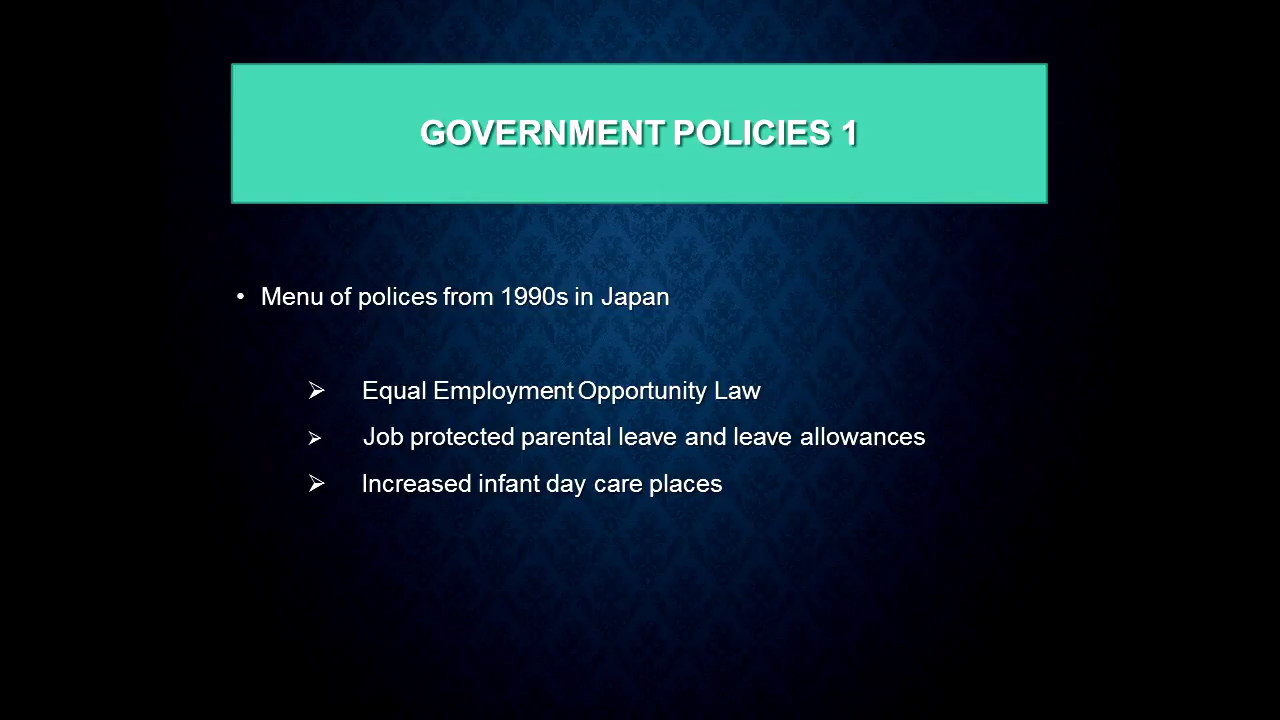 GOVERNMENT POLICIES 1
• Menu of polices from 1990s in Japan
➢ Equal Employment Opportunity Law
➢ Job protected parental leave and leave allowances
➢ Increased infant day care places